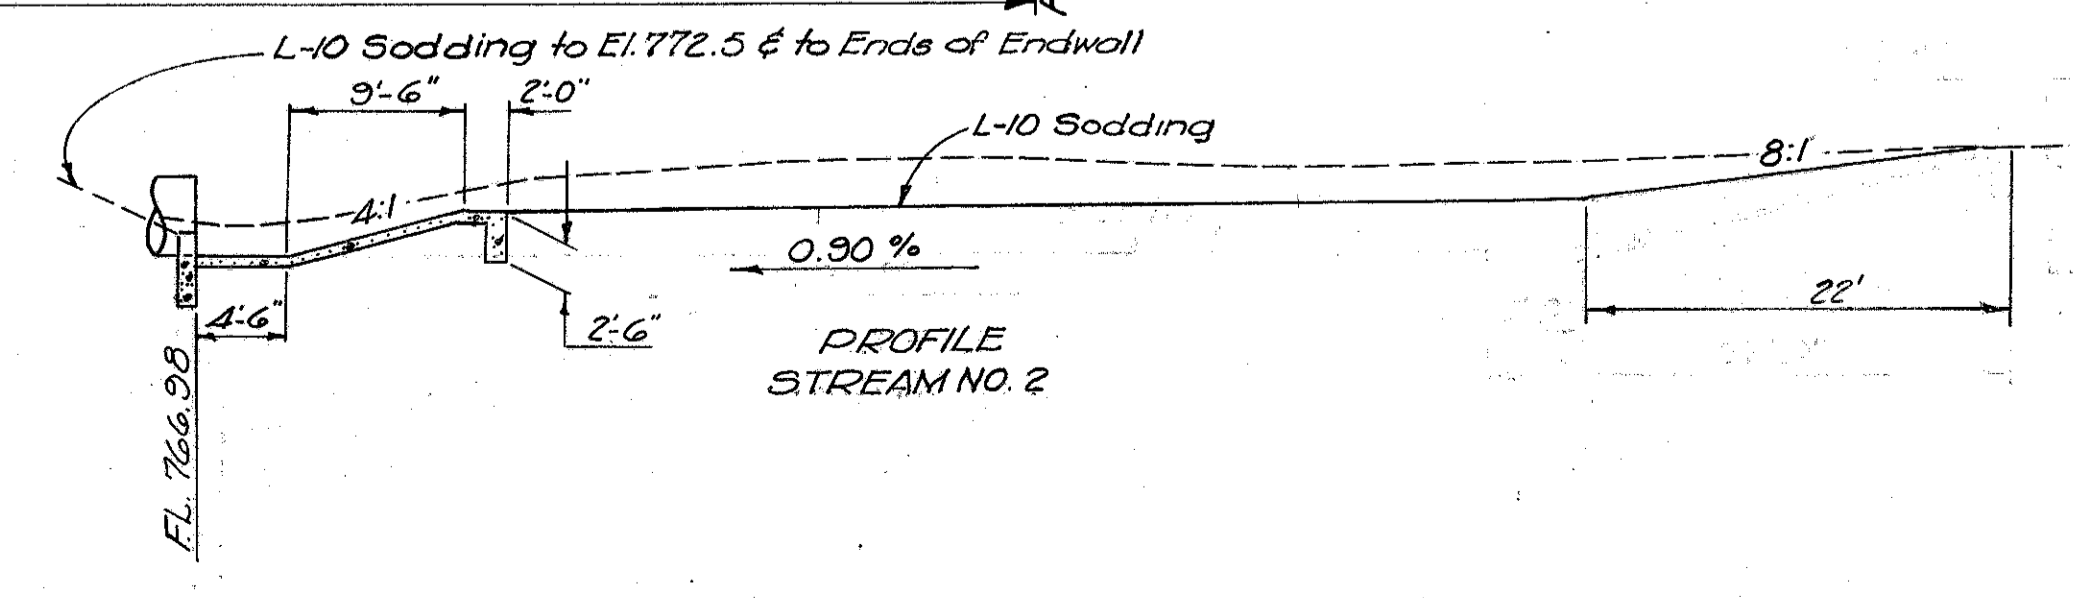 L-10 Sodding to El. 772.5 & to Ends of Endwall
9'-6"
2'-0"
L-10 Sodding
8:1
4:1
0.90 %
4'-6"
2'-6"
22'
PROFILE
STREAM NO. 2
F.L. 766.98